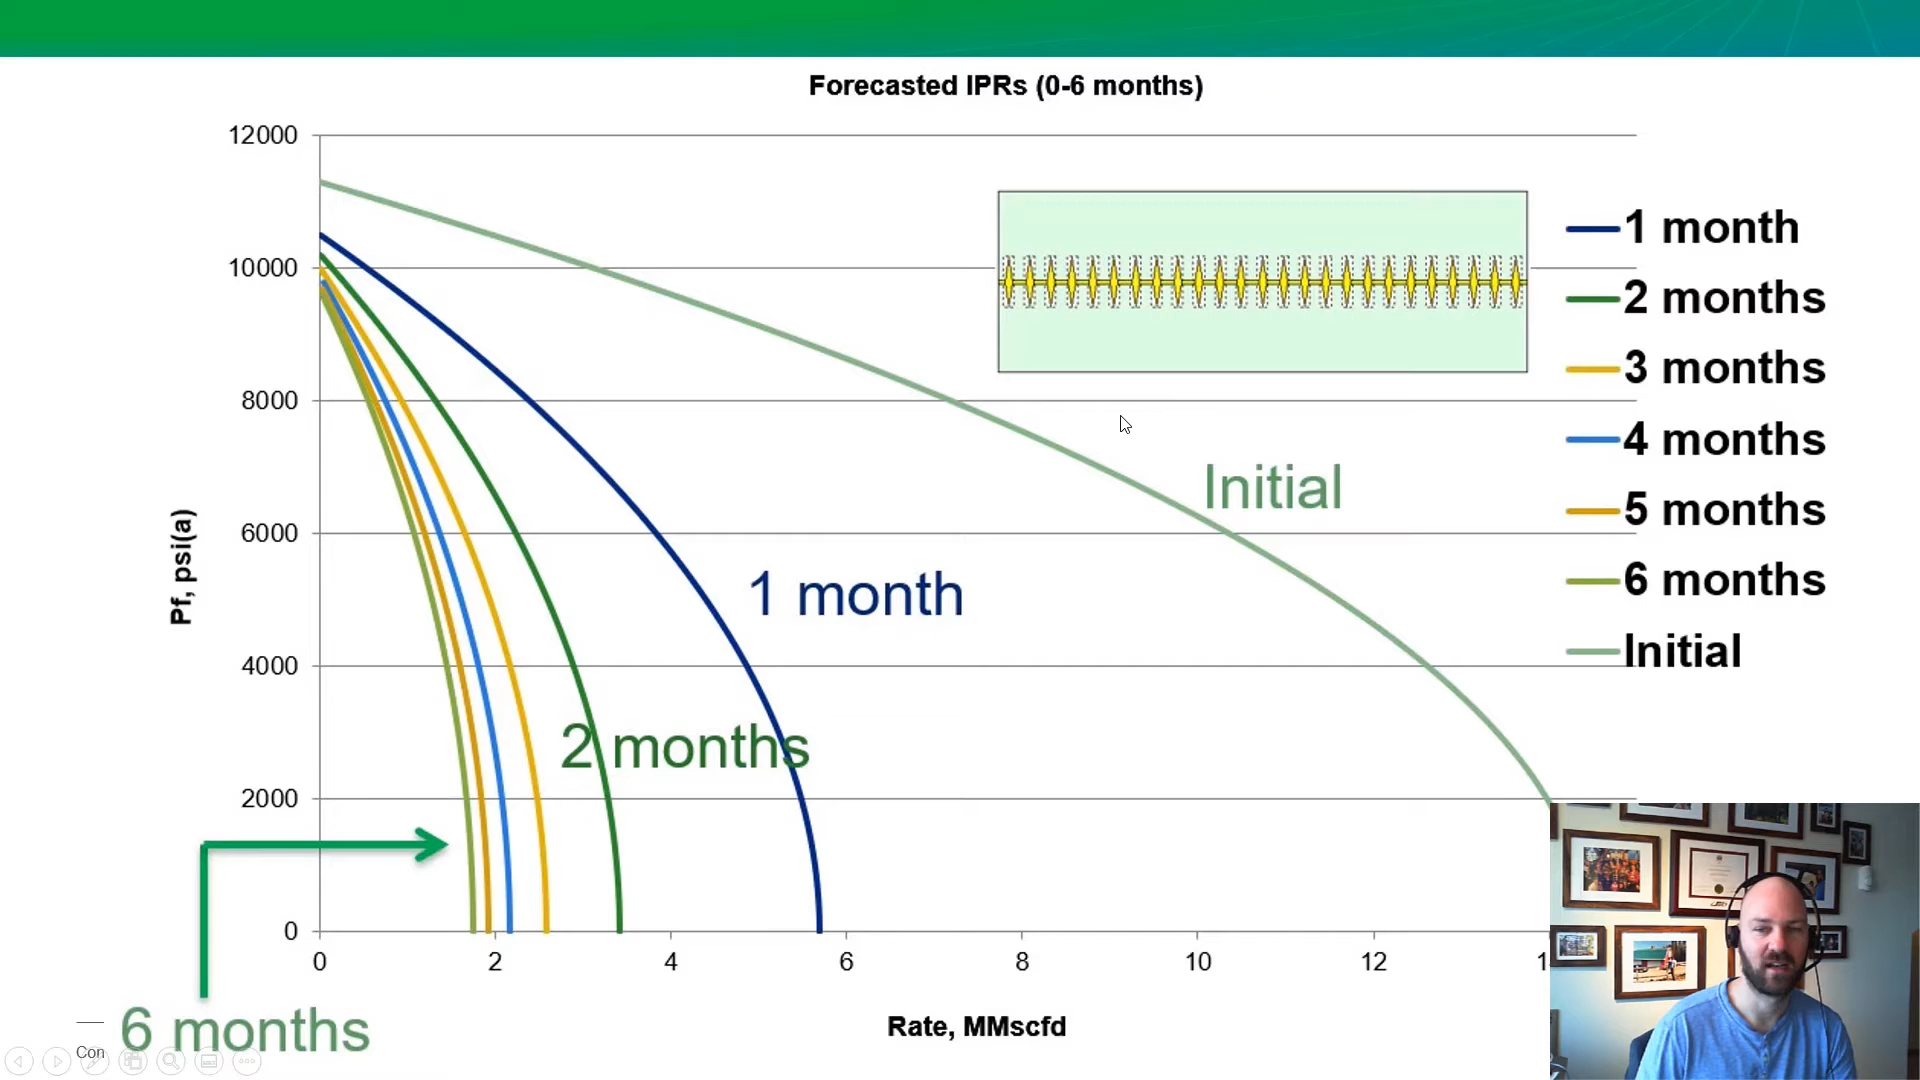 Forecasted IPRs (0-6 months)
12000
10000
8000
6000
4000
2000
0
Pf, psi(a)
0
2
4
6
8
10
12
1
Rate, MMscfd
Initial
1 month
2 months
6 months
1 month
2 months
3 months
4 months
5 months
6 months
Initial
Con